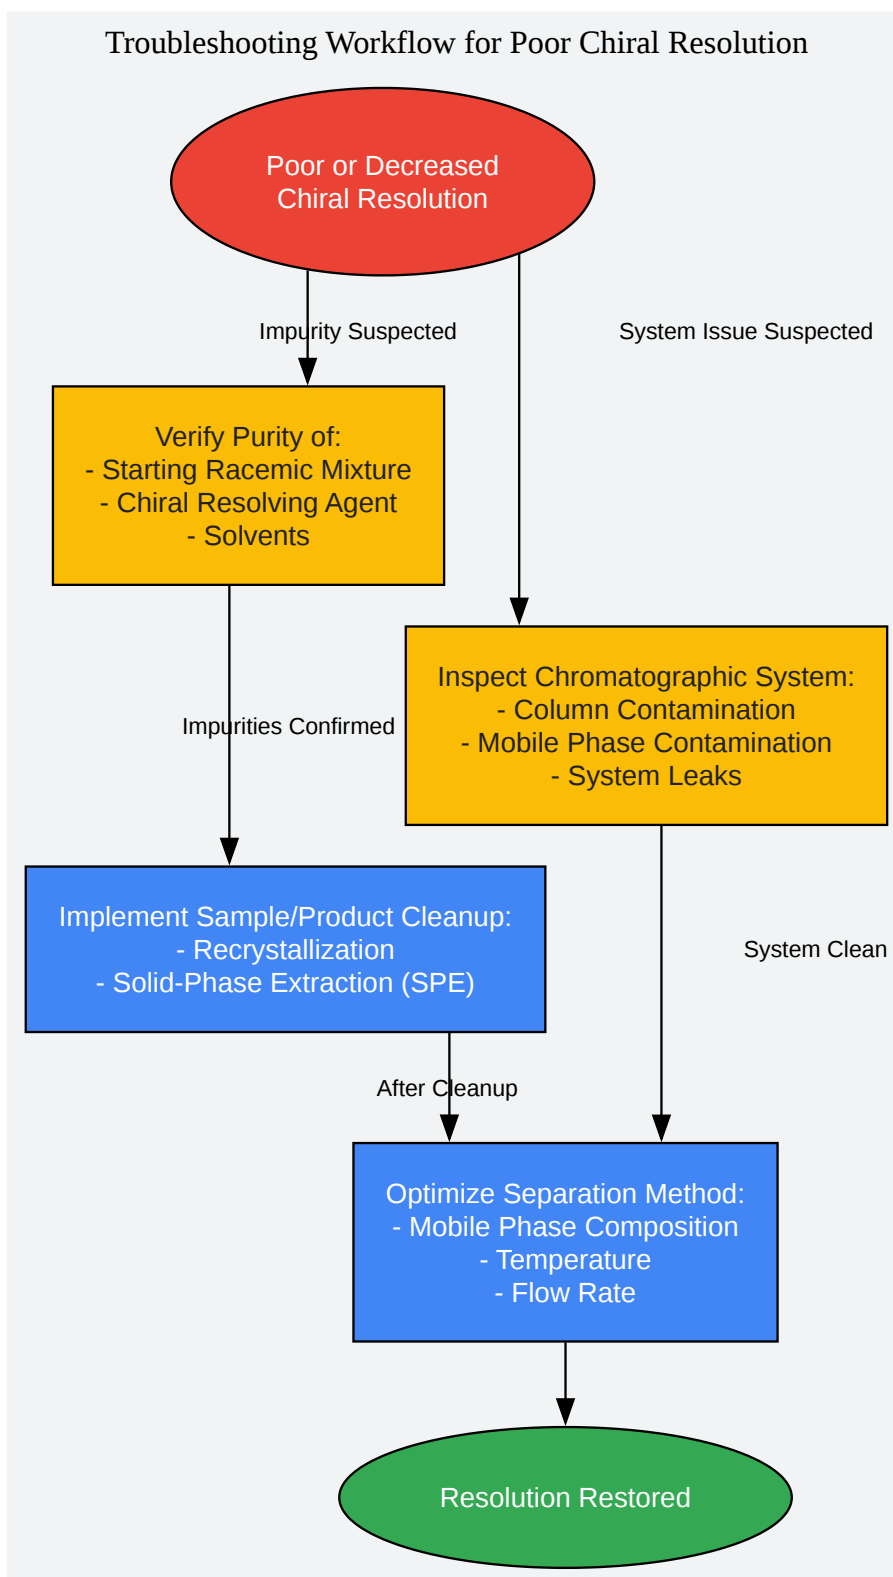 Troubleshooting Workflow for Poor Chiral Resolution
Poor or Decreased
Chiral Resolution
Impurity Suspected
System Issue Suspected
Verify Purity of:
- Starting Racemic Mixture
- Chiral Resolving Agent
- Solvents
Inspect Chromatographic System:
- Column Contamination
- Mobile Phase Contamination
- System Leaks
Impurities Confirmed
Implement Sample/Product Cleanup:
- Recrystallization
- Solid-Phase Extraction (SPE)
System Clean
After Cleanup
Optimize Separation Method:
- Mobile Phase Composition
- Temperature
- Flow Rate
Resolution Restored